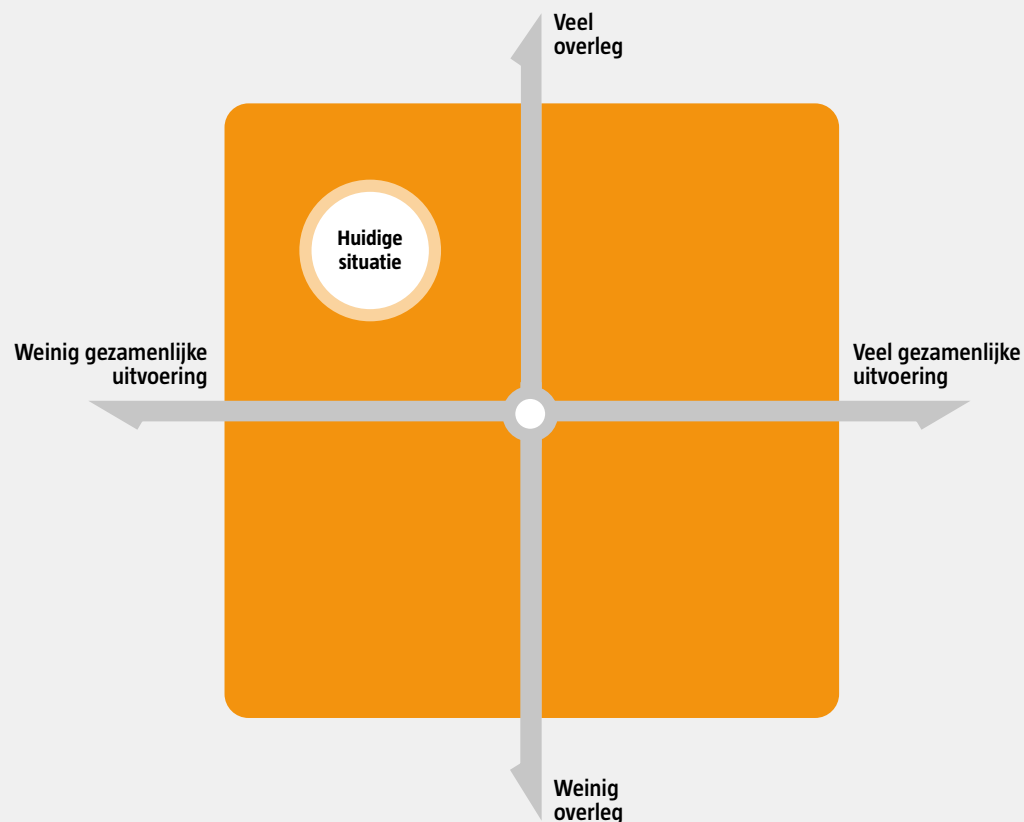 Veel
overleg
Huidige
situatie
Weinig gezamenlijke
uitvoering
Veel gezamenlijke
uitvoering
Weinig
overleg